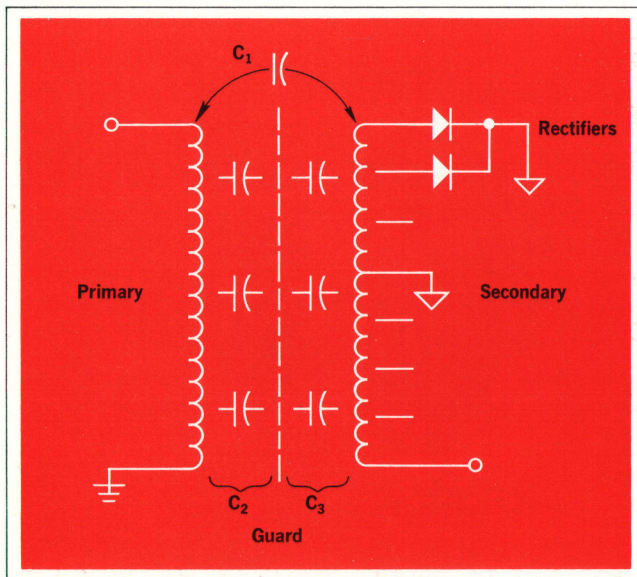 C₁
Rectifiers
Primary
Secondary
C₂
C₃
Guard